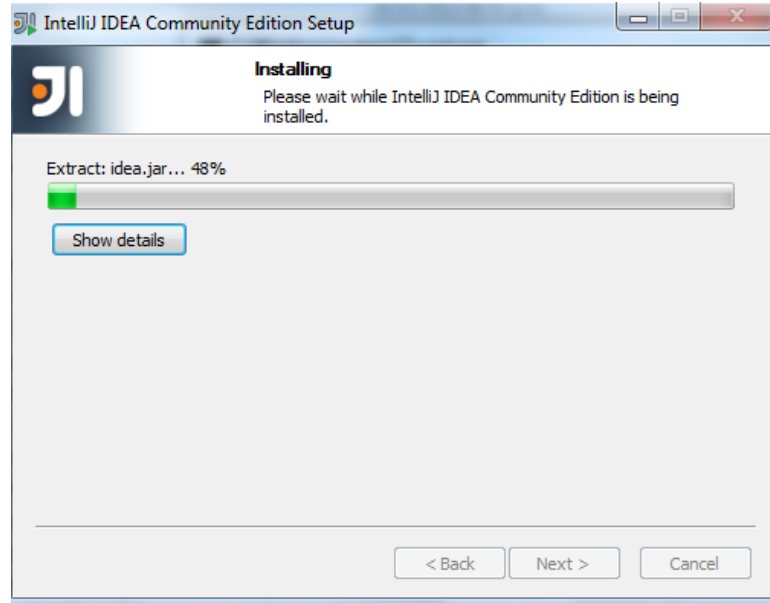 IntelliJ IDEA Community Edition Setup
Installing
Please wait while IntelliJ IDEA Community Edition is being
installed.
Extract: idea.jar... 48%
Show details
< Back
Next >
Cancel